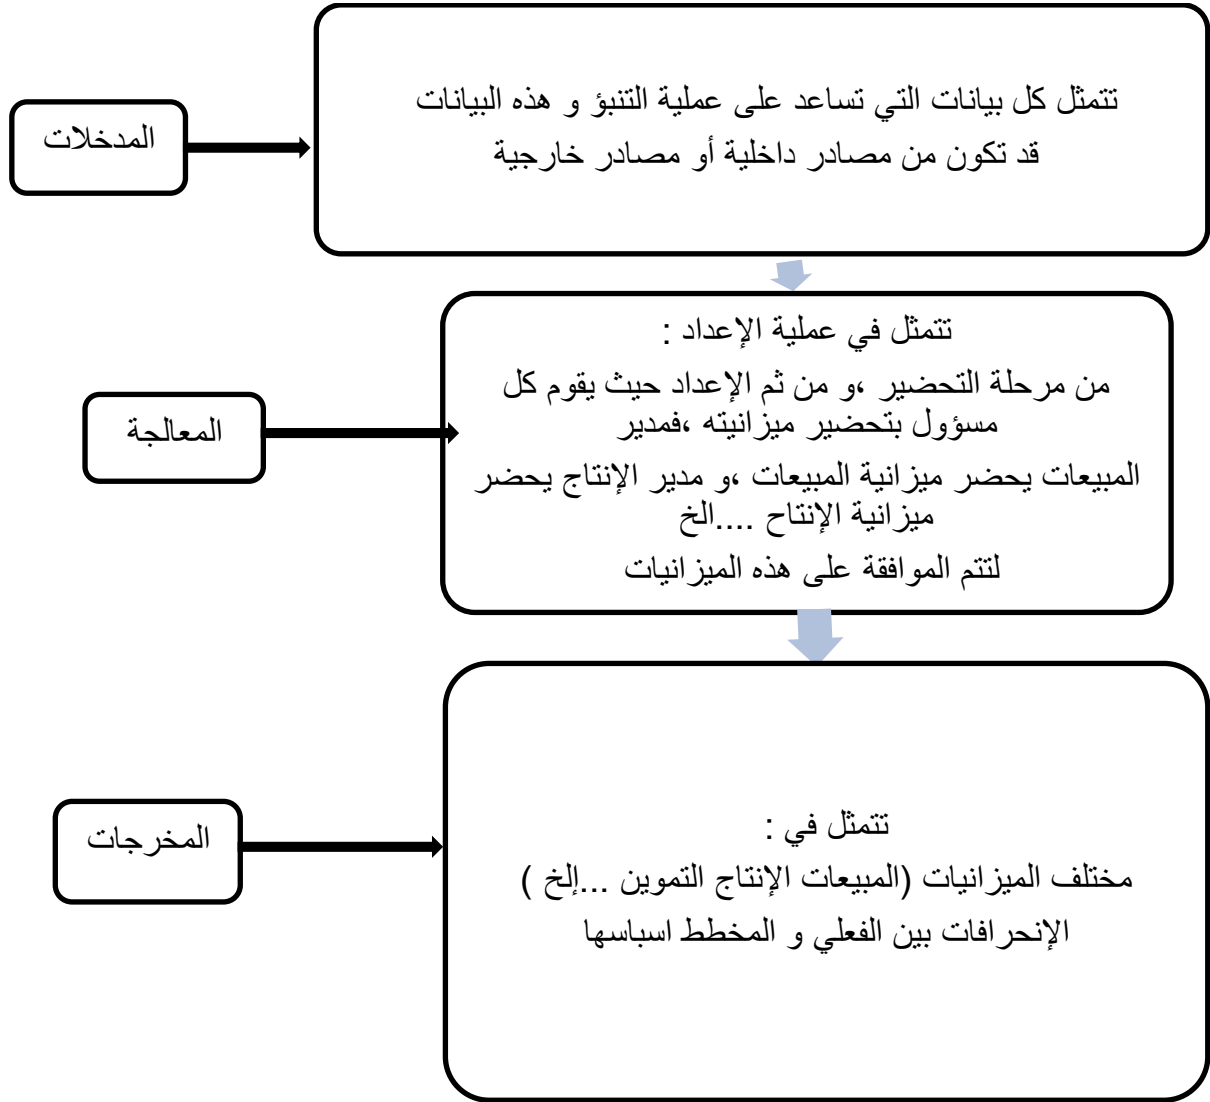 المدخلات
تتمثل كل بيانات التي تساعد على عملية التنبؤ و هذه البيانات
قد تكون من مصادر داخلية أو مصادر خارجية
المعالجة
تتمثل في عملية الإعداد :
من مرحلة التحضير ،و من ثم الإعداد حيث يقوم كل
مسؤول بتحضير ميزانيته ،فمدير
المبيعات يحضر ميزانية المبيعات ،و مدير الإنتاج يحضر
ميزانية الإنتاح ....الخ
لتتم الموافقة على هذه الميزانيات
المخرجات
تتمثل في :
مختلف الميزانيات (المبيعات الإنتاج التموين ...إلخ )
الإنحرافات بين الفعلي و المخطط اسباسها